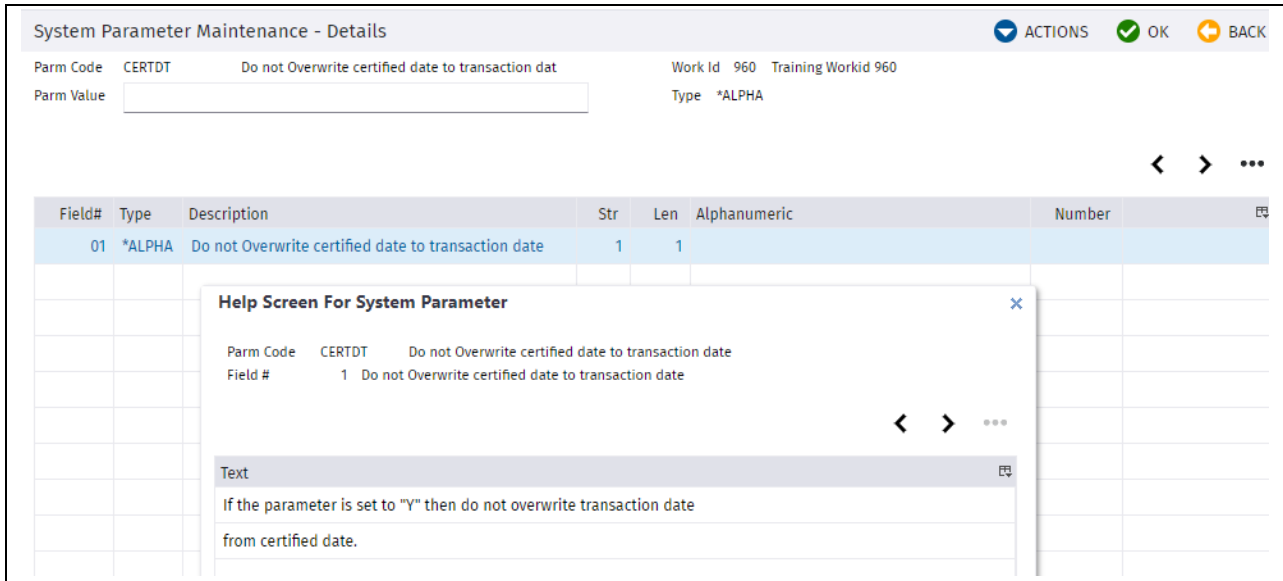 System Parameter Maintenance - Details ACTIONS OK BACK
Parm Code CERTDT Do not Overwrite certified date to transaction dat Work Id 960 Training Workid 960
Parm Value Type *ALPHA
Field# Type Description Str Len Alphanumeric Number
01 *ALPHA Do not Overwrite certified date to transaction date 1 1
Help Screen For System Parameter
Parm Code CERTDT Do not Overwrite certified date to transaction date
Field # 1 Do not Overwrite certified date to transaction date
Text
If the parameter is set to "Y" then do not overwrite transaction date
from certified date.